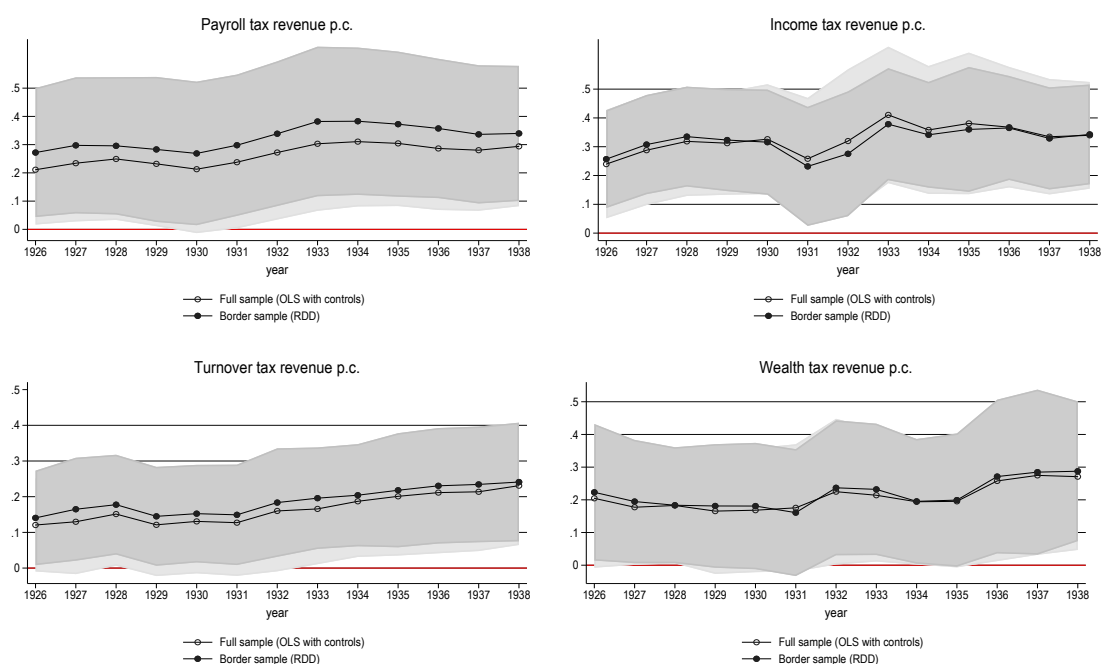 Payroll tax revenue p.c.
.5
.4
.3
.2
.1
0
1926 1927 1928 1929 1930 1931 1932 1933 1934 1935 1936 1937 1938
year
Full sample (OLS with controls)
Border sample (RDD)
Income tax revenue p.c.
.5
.4
.3
.2
.1
0
1926 1927 1928 1929 1930 1931 1932 1933 1934 1935 1936 1937 1938
year
Full sample (OLS with controls)
Border sample (RDD)
Turnover tax revenue p.c.
.5
.4
.3
.2
.1
0
1926 1927 1928 1929 1930 1931 1932 1933 1934 1935 1936 1937 1938
year
Full sample (OLS with controls)
Border sample (RDD)
Wealth tax revenue p.c.
.5
.4
.3
.2
.1
0
1926 1927 1928 1929 1930 1931 1932 1933 1934 1935 1936 1937 1938
year
Full sample (OLS with controls)
Border sample (RDD)